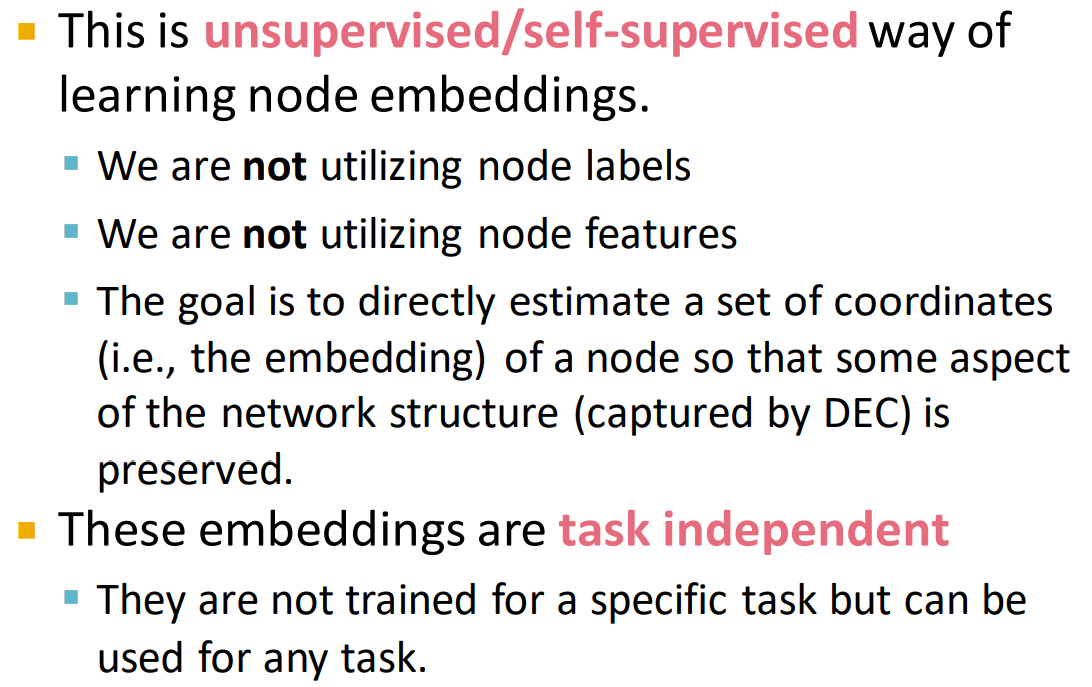 This is unsupervised/self-supervised way of
learning node embeddings.
We are not utilizing node labels
We are not utilizing node features
The goal is to directly estimate a set of coordinates
(i.e., the embedding) of a node so that some aspect
of the network structure (captured by DEC) is
preserved.
These embeddings are task independent
They are not trained for a specific task but can be
used for any task.